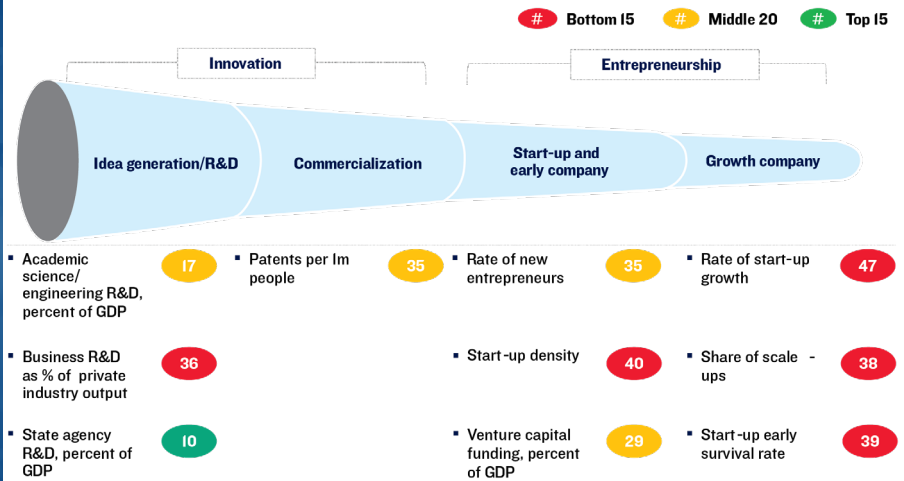 # Bottom 15 # Middle 20 # Top 15
Innovation
Entrepreneurship
Idea generation/R&D
Commercialization
Start-up and
early company
Growth company
▪ Academic
science/
engineering R&D,
percent of GDP
17
▪ Patents per 1m
people
35
▪ Rate of new
entrepreneurs
35
▪ Rate of start-up
growth
47
▪ Business R&D
as % of private
industry output
36
▪ Start-up density
40
▪ Share of scale -
ups
38
▪ State agency
R&D, percent of
GDP
10
▪ Venture capital
funding, percent
of GDP
29
▪ Start-up early
survival rate
39